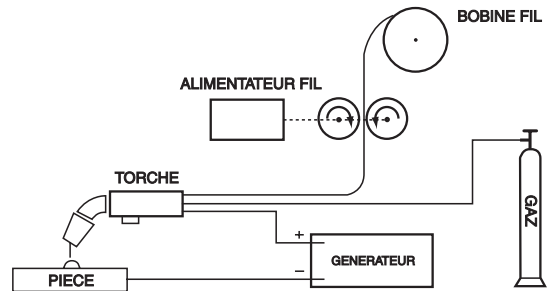 BOBINE FIL
ALIMENTATEUR FIL
TORCHE
GAZ
+
GENERATEUR
−
PIECE